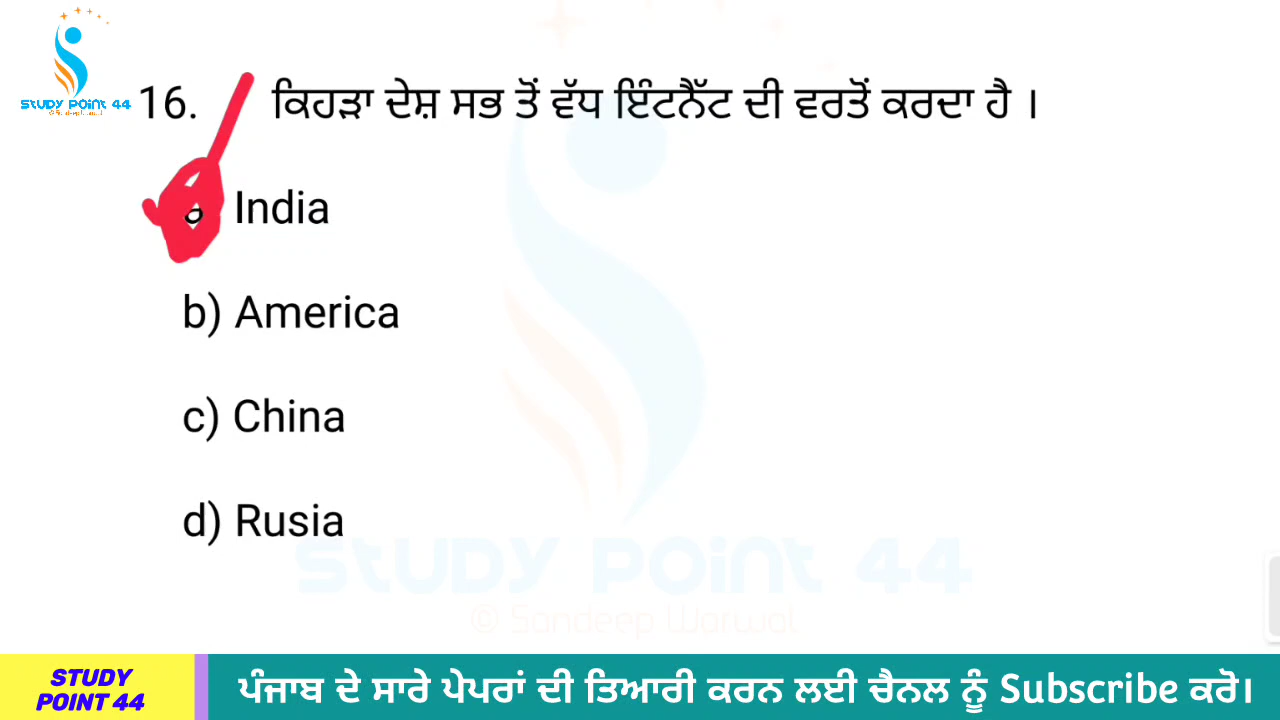 STUDY POINT 44
16. ਕਿਹੜਾ ਦੇਸ਼ ਸਭ ਤੋਂ ਵੱਧ ਇੰਟਨੈੱਟ ਦੀ ਵਰਤੋਂ ਕਰਦਾ ਹੈ ।
India
b) America
c) China
d) Rusia
STUDY POINT 44
© Sandeep Warwal
STUDY
POINT 44
ਪੰਜਾਬ ਦੇ ਸਾਰੇ ਪੇਪਰਾਂ ਦੀ ਤਿਆਰੀ ਕਰਨ ਲਈ ਚੈਨਲ ਨੂੰ Subscribe ਕਰੋ।